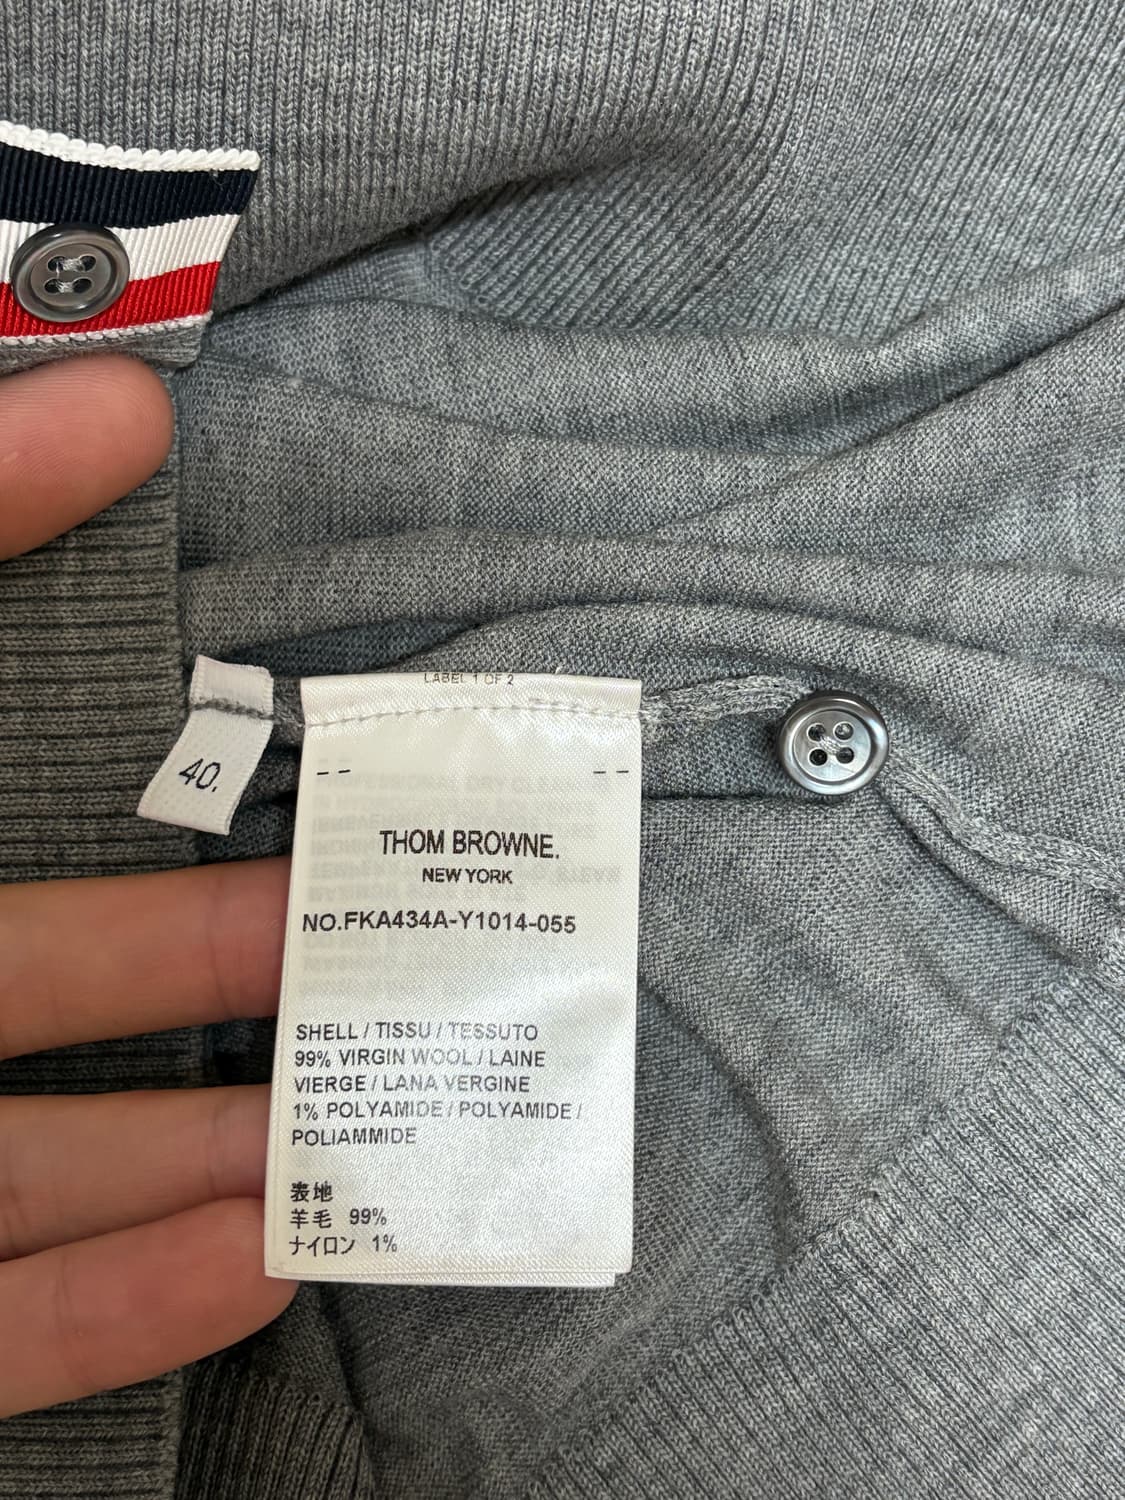 LABEL 1 OF 2
40.
-- --
THOM BROWNE.
NEW YORK
NO.FKA434A-Y1014-055
SHELL / TISSU / TESSUTO
99% VIRGIN WOOL / LAINE
VIERGE / LANA VERGINE
1% POLYAMIDE / POLYAMIDE /
POLIAMMIDE
表地
羊毛 99%
ナイロン 1%